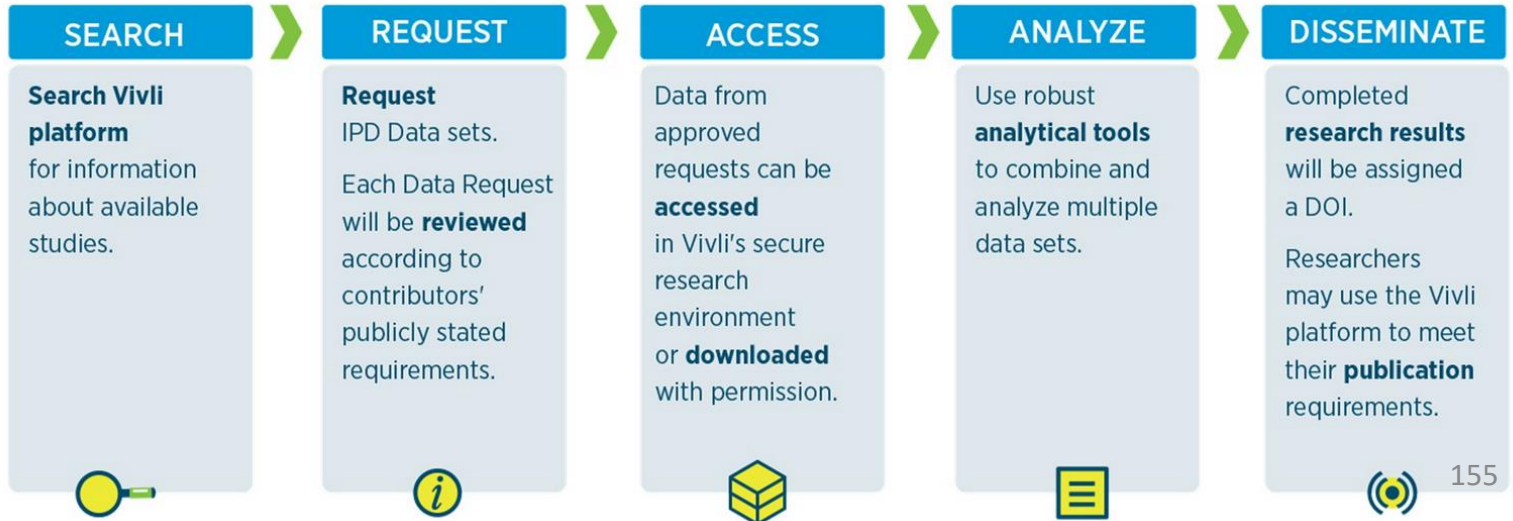 SEARCH
Search Vivli
platform
for information
about available
studies.
REQUEST
Request
IPD Data sets.
Each Data Request
will be reviewed
according to
contributors'
publicly stated
requirements.
ACCESS
Data from
approved
requests can be
accessed
in Vivli's secure
research
environment
or downloaded
with permission.
ANALYZE
Use robust
analytical tools
to combine and
analyze multiple
data sets.
DISSEMINATE
Completed
research results
will be assigned
a DOI.
Researchers
may use the Vivli
platform to meet
their publication
requirements.
i
155